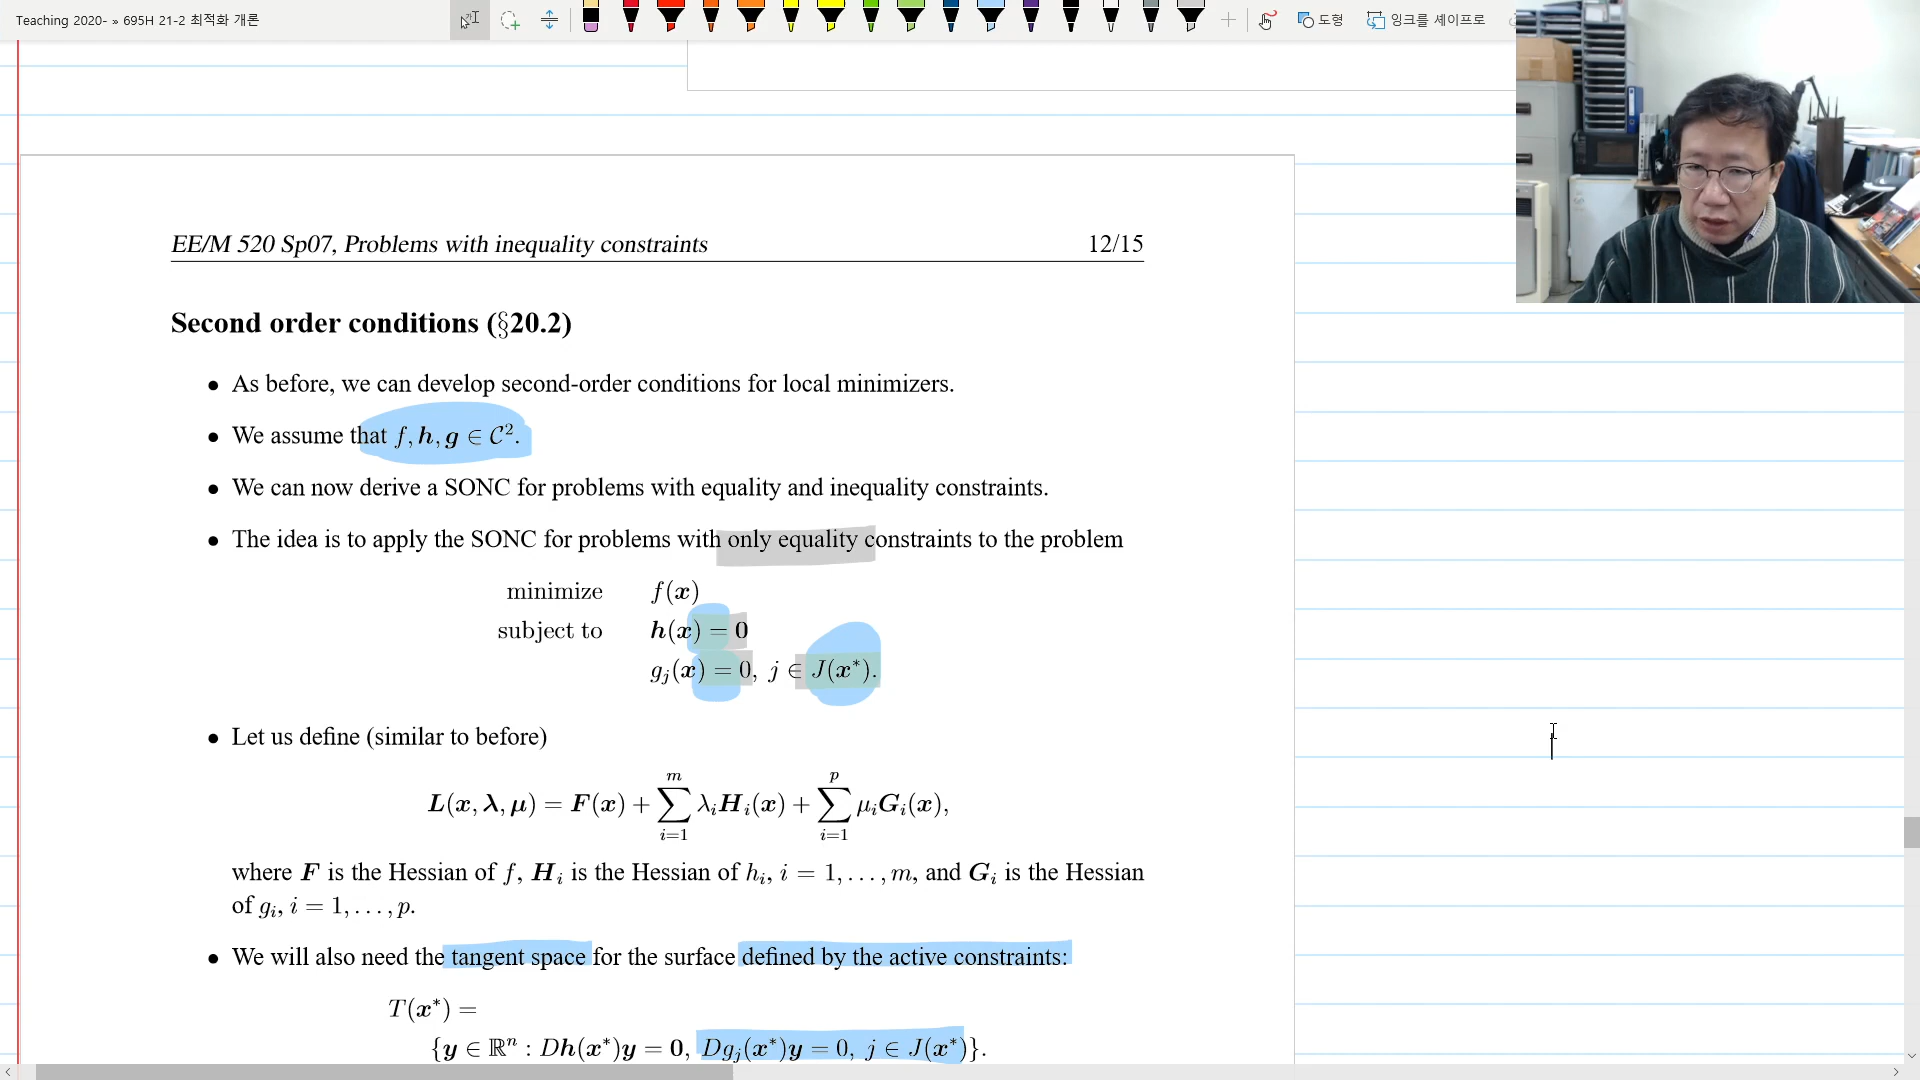 Teaching 2020- » 695H 21-2 최적화 개론
도형
잉크를 셰이프로
EE/M 520 Sp07, Problems with inequality constraints 12/15
Second order conditions (§20.2)
● As before, we can develop second-order conditions for local minimizers.
● We assume that f, h, g ∈ C².
● We can now derive a SONC for problems with equality and inequality constraints.
● The idea is to apply the SONC for problems with only equality constraints to the problem
minimize f(x)
subject to h(x) = 0
g_j(x) = 0, j ∈ J(x*).
● Let us define (similar to before)
L(x, λ, μ) = F(x) + ∑_{i=1}^{m} λ_i H_i(x) + ∑_{i=1}^{p} μ_i G_i(x),
where F is the Hessian of f, H_i is the Hessian of h_i, i = 1, . . . , m, and G_i is the Hessian
of g_i, i = 1, . . . , p.
● We will also need the tangent space for the surface defined by the active constraints:
T(x*) =
{y ∈ ℝⁿ : Dh(x*)y = 0, Dg_j(x*)y = 0, j ∈ J(x*)}.